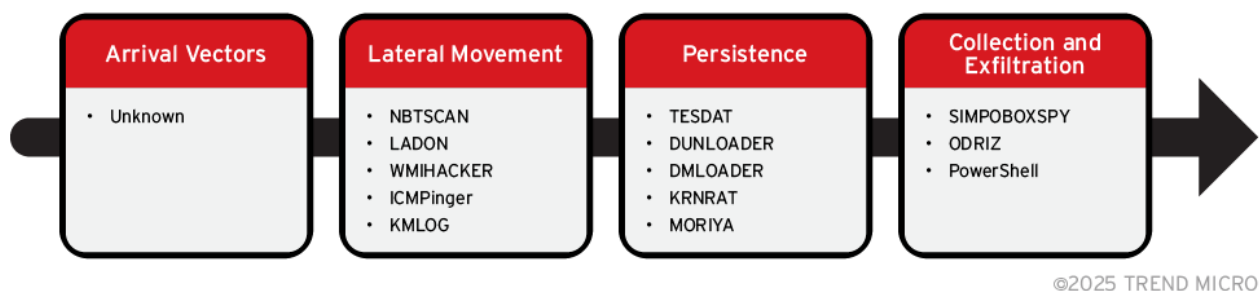 Arrival Vectors
• Unknown
Lateral Movement
• NBTSCAN
• LADON
• WMIHACKER
• ICMPinger
• KMLOG
Persistence
• TESDAT
• DUNLOADER
• DMLOADER
• KRNRAT
• MORIYA
Collection and
Exfiltration
• SIMPOBOXSPY
• ODRIZ
• PowerShell
©2025 TREND MICRO